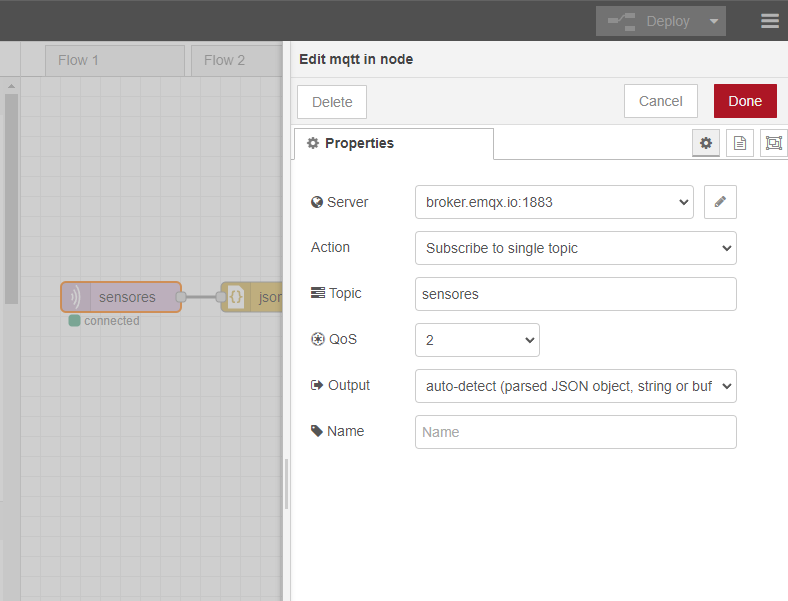 Deploy
Flow 1
Flow 2
Edit mqtt in node
Delete
Cancel
Done
Properties
Server
broker.emqx.io:1883
Action
Subscribe to single topic
sensores
{}
json
connected
Topic
sensores
QoS
2
Output
auto-detect (parsed JSON object, string or buf
Name
Name